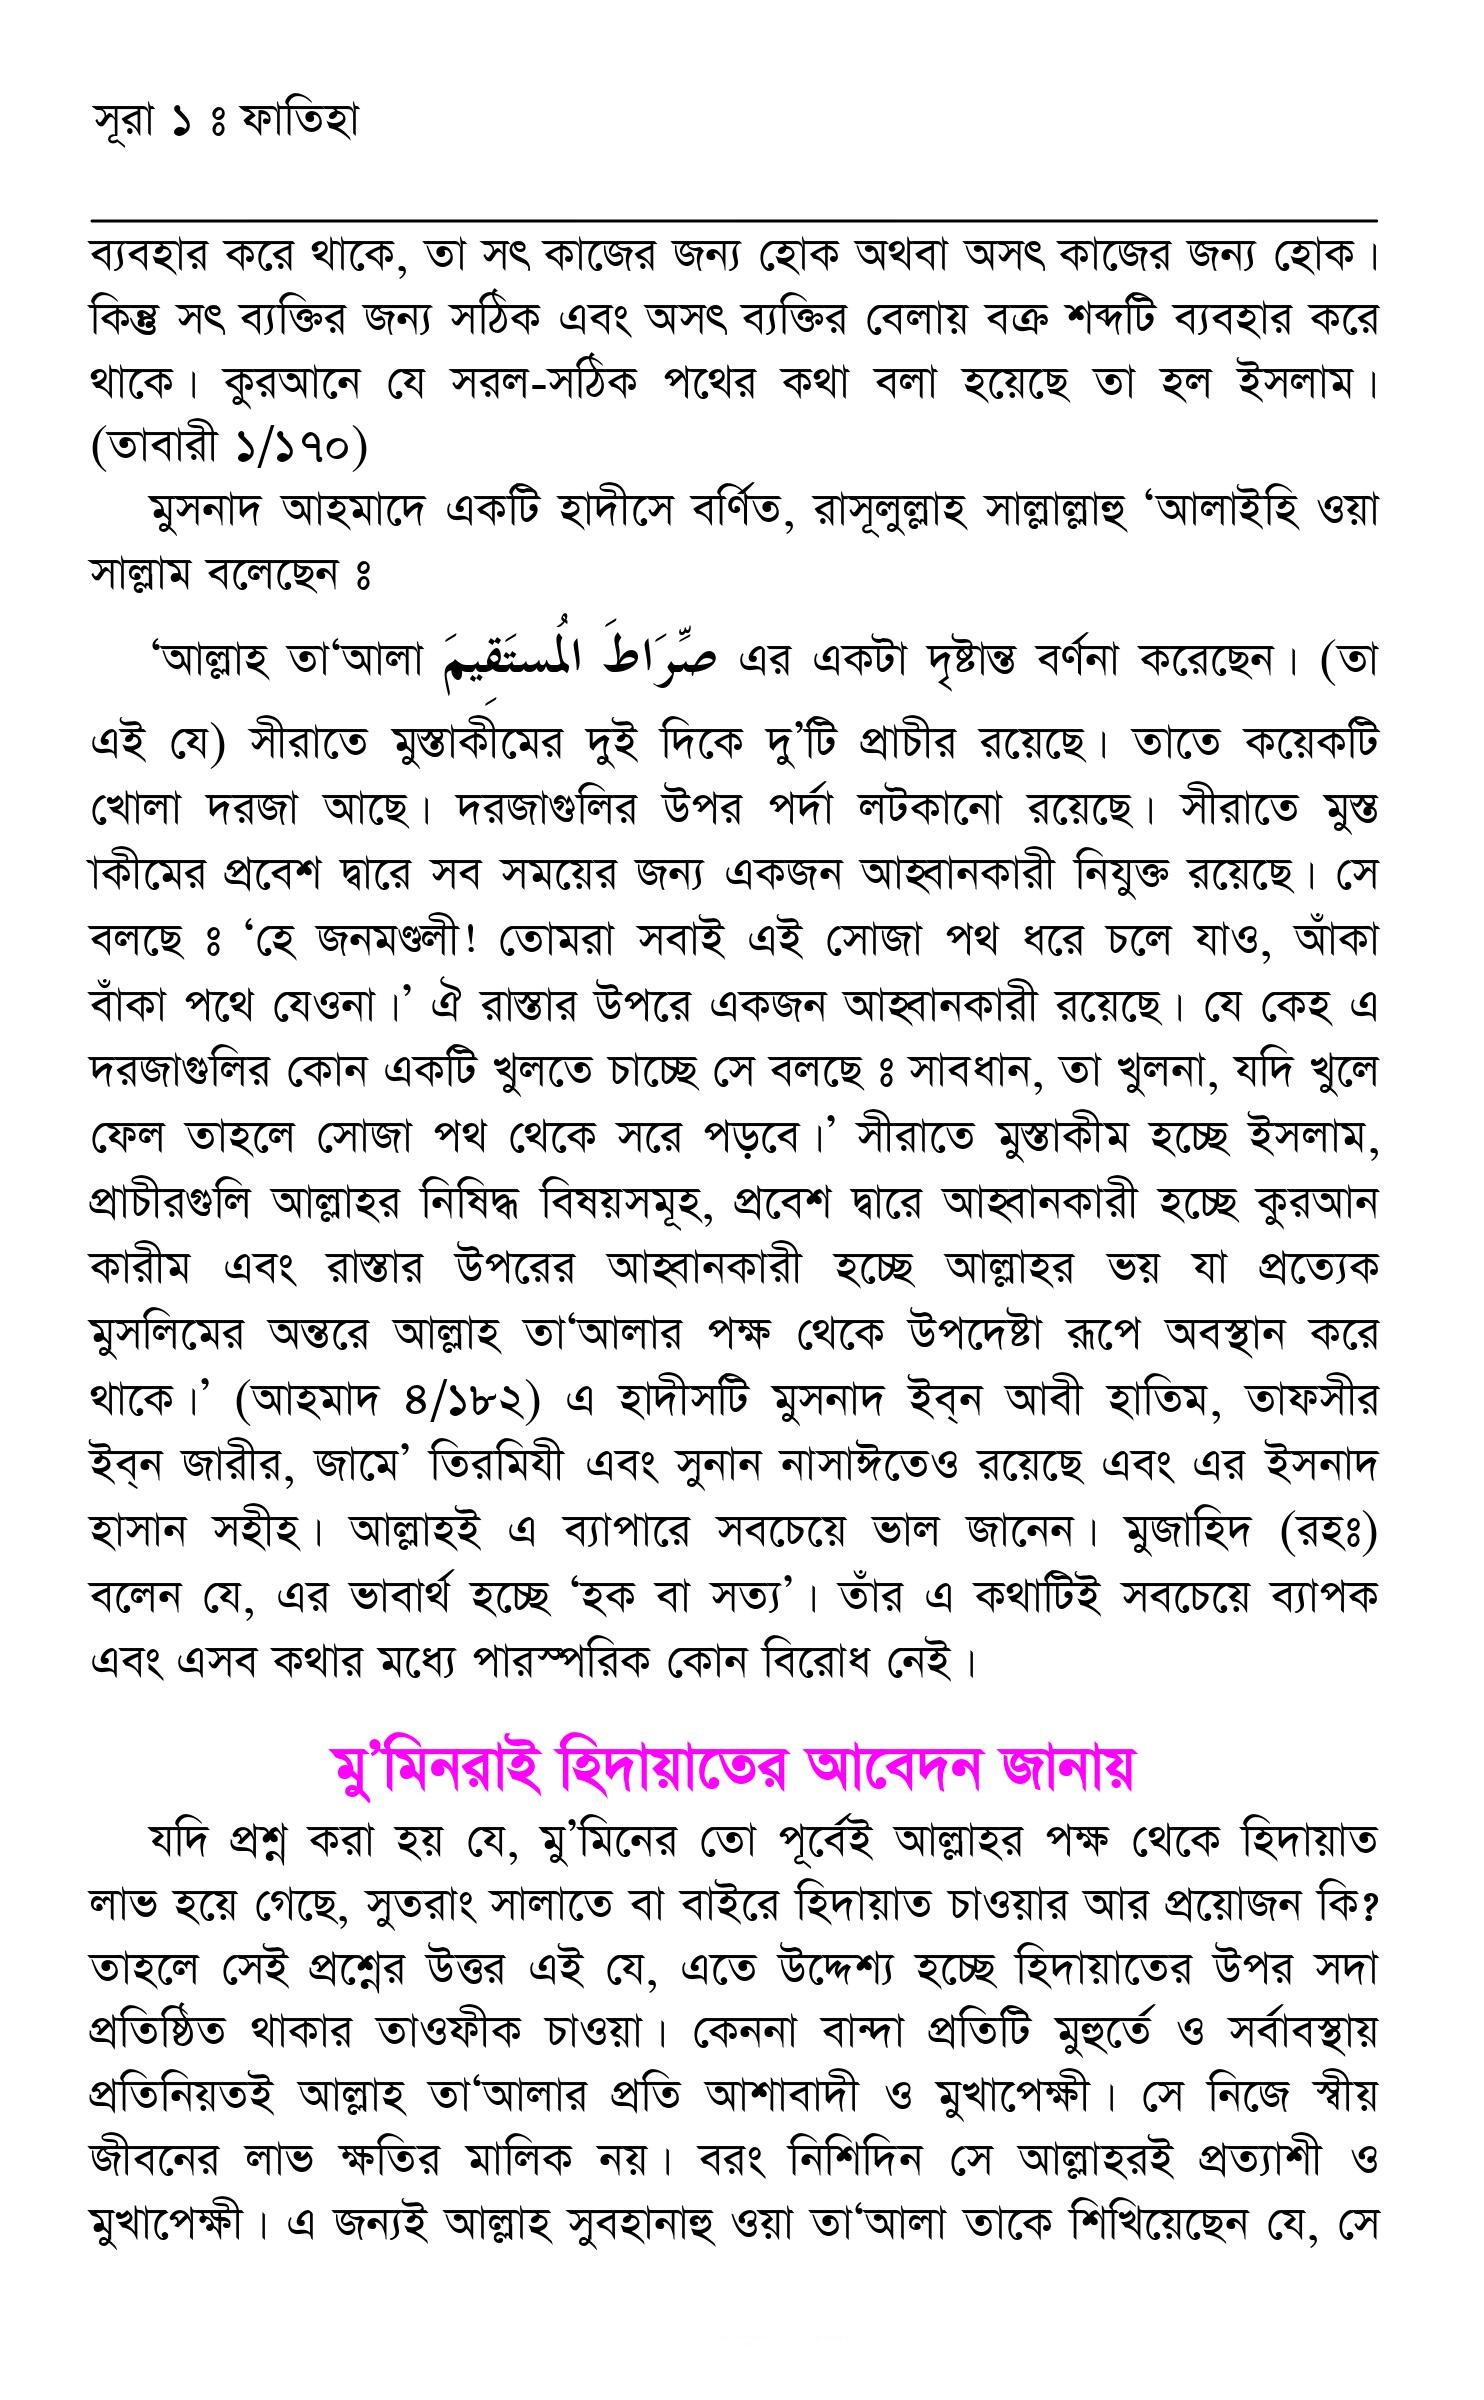 সূরা ১ ঃ ফাতিহা
ব্যবহার করে থাকে, তা সৎ কাজের জন্য হোক অথবা অসৎ কাজের জন্য হোক।
কিন্তু সৎ ব্যক্তির জন্য সঠিক এবং অসৎ ব্যক্তির বেলায় বক্র শব্দটি ব্যবহার করে
থাকে। কুরআনে যে সরল-সঠিক পথের কথা বলা হয়েছে তা হল ইসলাম।
(তাবারী ১/১৭০)
মুসনাদ আহমাদে একটি হাদীসে বর্ণিত, রাসূলুল্লাহ সাল্লাল্লাহু ‘আলাইহি ওয়া
সাল্লাম বলেছেন ঃ
‘আল্লাহ তা‘আলা صِّرَاطَ الْمُستَقِيمَ এর একটা দৃষ্টান্ত বর্ণনা করেছেন। (তা
এই যে) সীরাতে মুস্তাকীমের দুই দিকে দু’টি প্রাচীর রয়েছে। তাতে কয়েকটি
খোলা দরজা আছে। দরজাগুলির উপর পর্দা লটকানো রয়েছে। সীরাতে মুস্ত
াকীমের প্রবেশ দ্বারে সব সময়ের জন্য একজন আহ্বানকারী নিযুক্ত রয়েছে। সে
বলছে ঃ ‘হে জনমণ্ডলী! তোমরা সবাই এই সোজা পথ ধরে চলে যাও, আঁকা
বাঁকা পথে যেওনা।’ ঐ রাস্তার উপরে একজন আহ্বানকারী রয়েছে। যে কেহ এ
দরজাগুলির কোন একটি খুলতে চাচ্ছে সে বলছে ঃ সাবধান, তা খুলনা, যদি খুলে
ফেল তাহলে সোজা পথ থেকে সরে পড়বে।’ সীরাতে মুস্তাকীম হচ্ছে ইসলাম,
প্রাচীরগুলি আল্লাহর নিষিদ্ধ বিষয়সমূহ, প্রবেশ দ্বারে আহ্বানকারী হচ্ছে কুরআন
কারীম এবং রাস্তার উপরের আহ্বানকারী হচ্ছে আল্লাহর ভয় যা প্রত্যেক
মুসলিমের অন্তরে আল্লাহ তা‘আলার পক্ষ থেকে উপদেষ্টা রূপে অবস্থান করে
থাকে।’ (আহমাদ ৪/১৮২) এ হাদীসটি মুসনাদ ইব্‌ন আবী হাতিম, তাফসীর
ইব্‌ন জারীর, জামে’ তিরমিযী এবং সুনান নাসাঈতেও রয়েছে এবং এর ইসনাদ
হাসান সহীহ। আল্লাহই এ ব্যাপারে সবচেয়ে ভাল জানেন। মুজাহিদ (রহঃ)
বলেন যে, এর ভাবার্থ হচ্ছে ‘হক বা সত্য’। তাঁর এ কথাটিই সবচেয়ে ব্যাপক
এবং এসব কথার মধ্যে পারস্পরিক কোন বিরোধ নেই।
মু’মিনরাই হিদায়াতের আবেদন জানায়
যদি প্রশ্ন করা হয় যে, মু’মিনের তো পূর্বেই আল্লাহর পক্ষ থেকে হিদায়াত
লাভ হয়ে গেছে, সুতরাং সালাতে বা বাইরে হিদায়াত চাওয়ার আর প্রয়োজন কি?
তাহলে সেই প্রশ্নের উত্তর এই যে, এতে উদ্দেশ্য হচ্ছে হিদায়াতের উপর সদা
প্রতিষ্ঠিত থাকার তাওফীক চাওয়া। কেননা বান্দা প্রতিটি মুহুর্তে ও সর্বাবস্থায়
প্রতিনিয়তই আল্লাহ তা‘আলার প্রতি আশাবাদী ও মুখাপেক্ষী। সে নিজে স্বীয়
জীবনের লাভ ক্ষতির মালিক নয়। বরং নিশিদিন সে আল্লাহরই প্রত্যাশী ও
মুখাপেক্ষী। এ জন্যই আল্লাহ সুবহানাহু ওয়া তা‘আলা তাকে শিখিয়েছেন যে, সে